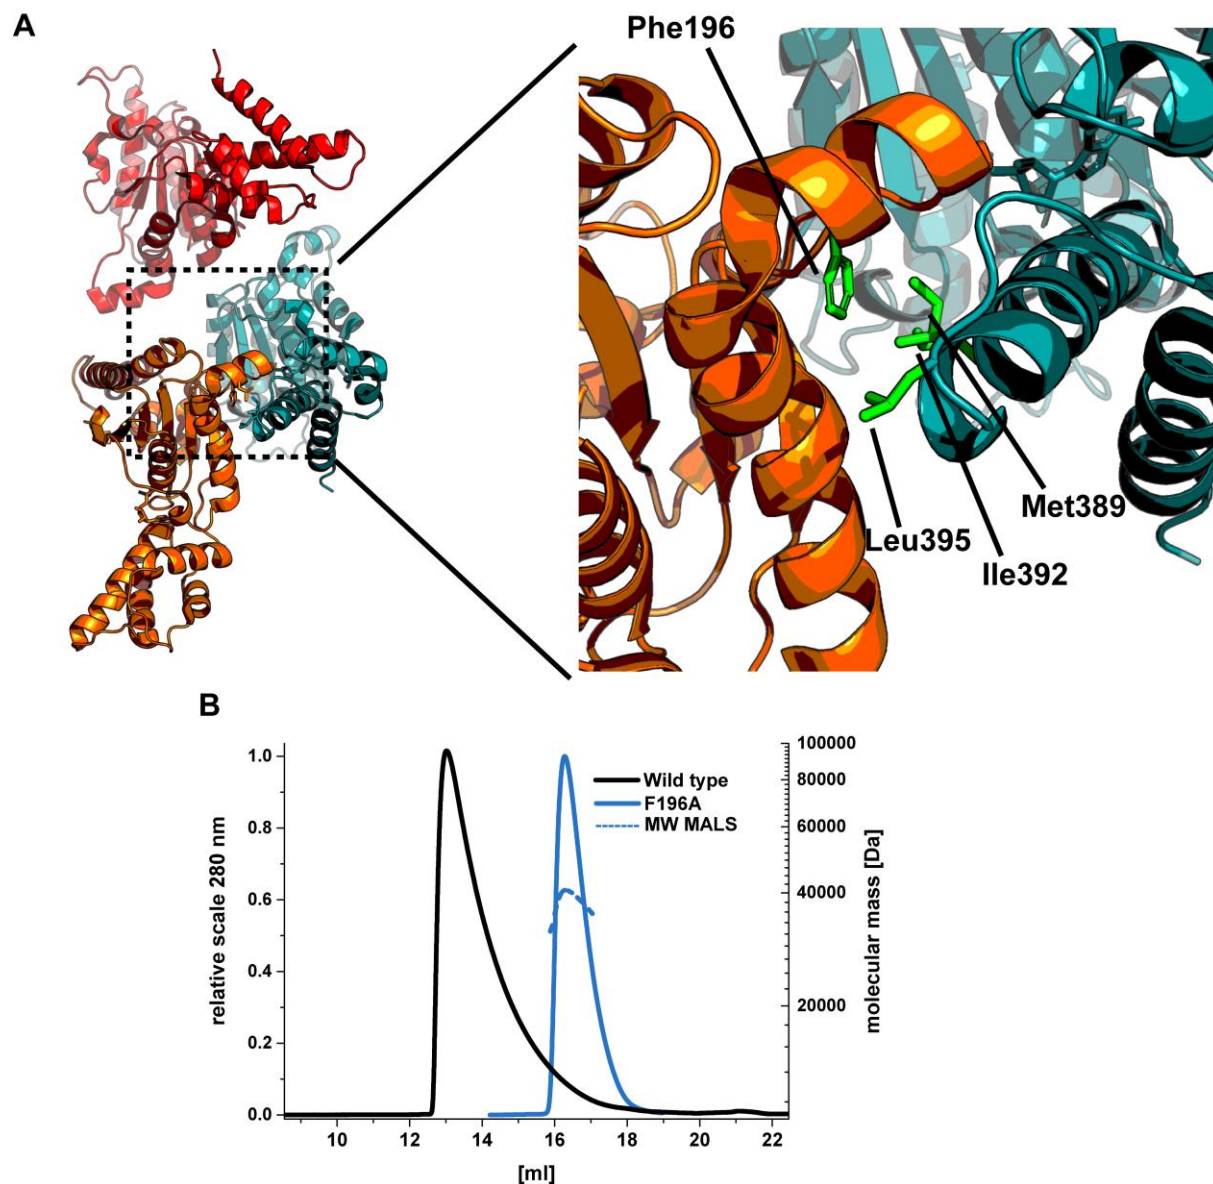 A
Phe196
Met389
Leu395
Ile392
B
1.0
0.8
0.6
0.4
0.2
0.0
relative scale 280 nm
10
12
14
16
18
20
22
[ml]
Wild type
F196A
MW MALS
100000
80000
60000
40000
20000
molecular mass [Da]